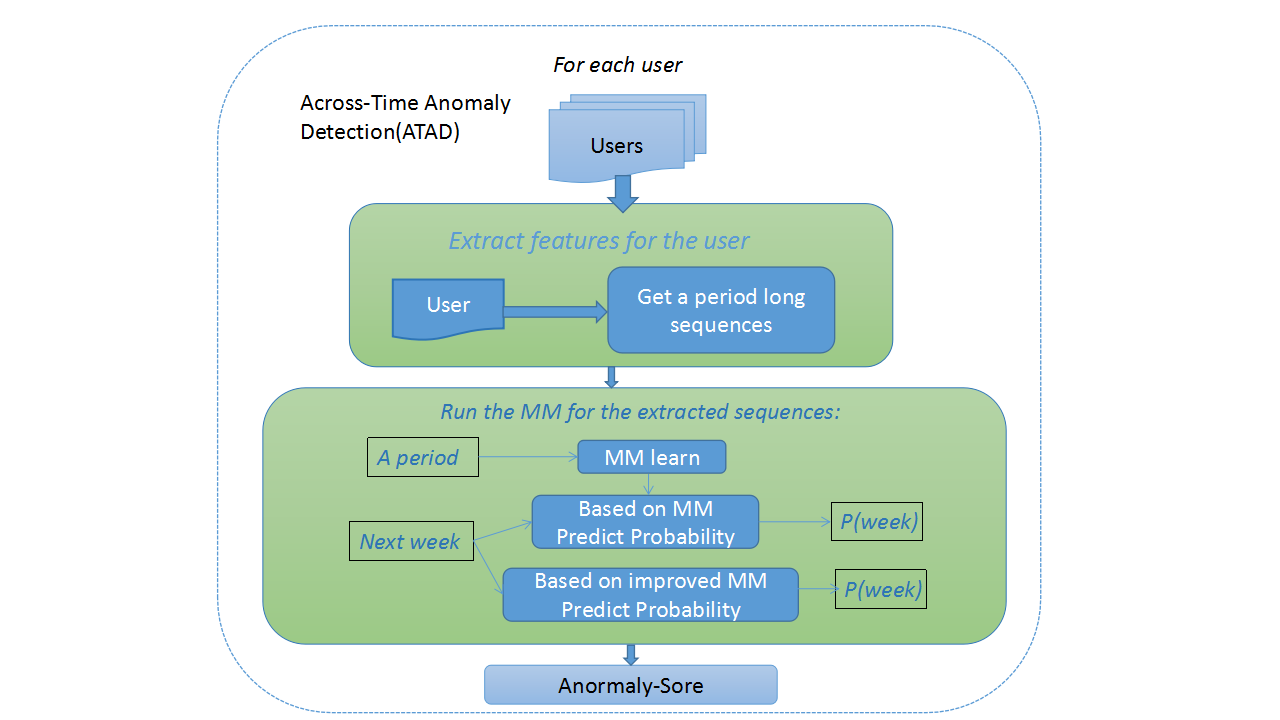 For each user
Across-Time Anomaly
Detection(ATAD)
Users
Extract features for the user
User
Get a period long
sequences
Run the MM for the extracted sequences:
A period
MM learn
Based on MM
Predict Probability
P(week)
Next week
Based on improved MM
Predict Probability
P(week)
Anormaly-Sore